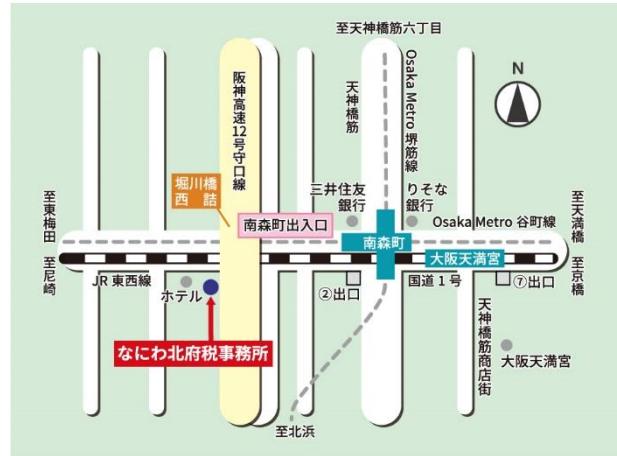 至天神橋筋六丁目
N
阪神高速12号守口線
天神橋筋
Osaka Metro 堺筋線
堀川橋
西詰
三井住友
銀行
りそな
銀行
至東梅田
南森町出入口
Osaka Metro 谷町線
至天満橋
南森町
大阪天満宮
至尼崎
JR 東西線
ホテル
②出口
国道1号
⑦出口
至京橋
なにわ北府税事務所
天神橋筋商店街
大阪天満宮
至北浜